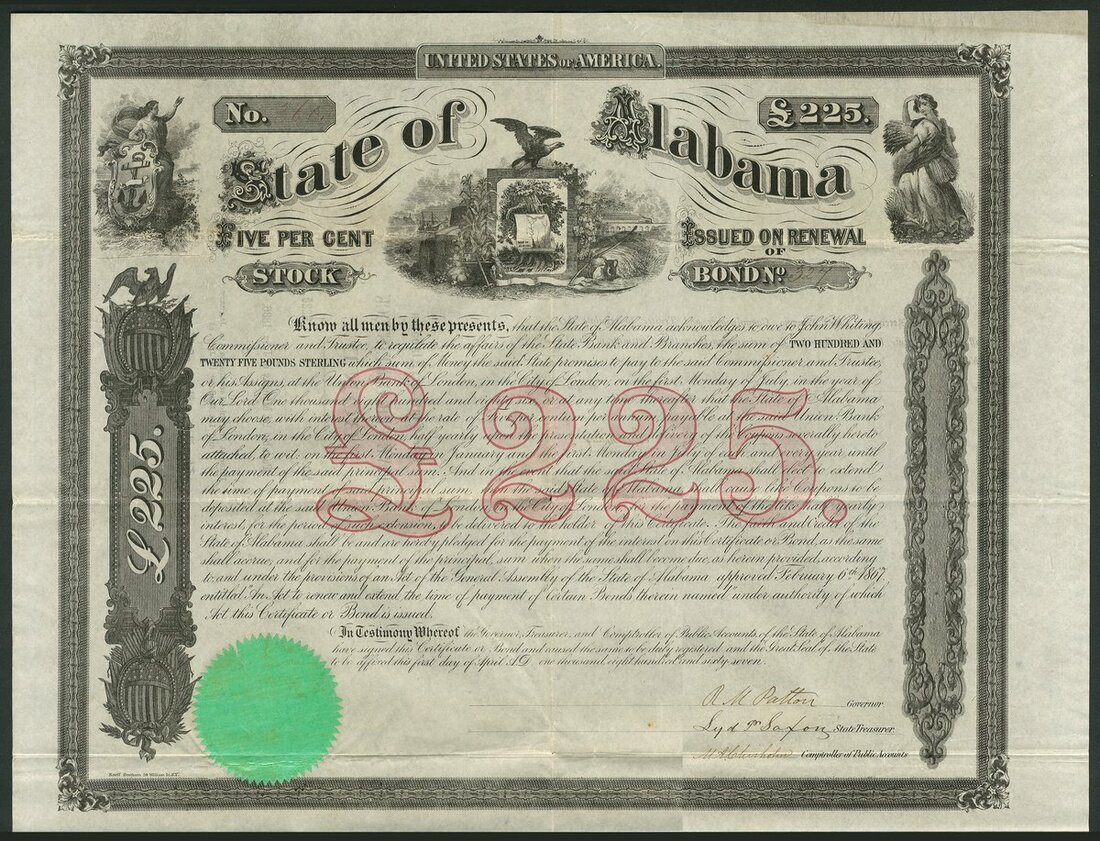 UNITED STATES OF AMERICA.
No.
£225.
State of Alabama
FIVE PER CENT
STOCK
ISSUED ON RENEWAL
OF
BOND No.
Know all men by these presents, that the State of Alabama acknowledges to owe to John Whiting,
Commissioner and Trustee, to regulate the affairs of the State Bank and Branches, the sum of TWO HUNDRED AND
TWENTY FIVE POUNDS STERLING which sum of Money the said State promises to pay to the said Commissioner and Trustee,
or his Assigns, at the Union Bank of London, in the City of London, on the first Monday in July, in the year of
Our Lord One thousand eight hundred and eighty six, or at any time thereafter that the State of Alabama
may choose, with interest thereon at the rate of five per centum per annum, payable at the said Union Bank
of London, in the City of London half yearly upon the presentation and delivery of the Coupons severally hereto
attached, to wit: on the first Monday in January and the first Monday in July of each and every year until
the payment of the said principal sum. And in the event that the said State of Alabama shall elect to extend
the time of payment of said principal sum, then the said State of Alabama, shall cause like Coupons to be
deposited at the said Union Bank of London in the City of London for the payment of the like half yearly
interest, for the period of such extension, to be delivered to the holder of this Certificate. The faith and Credit of the
State of Alabama shall be and are hereby pledged for the payment of the interest on this Certificate or Bond, as the same
shall accrue, and for the payment of the principal, sum when the same shall become due, as herein provided, according
to, and under the provisions of an Act of the General Assembly of the State of Alabama approved February 6th 1867,
entitled An Act to renew and extend the time of payment of Certain Bonds therein named under authority of which
Act this Certificate or Bond is issued.
£225.
£225.
In Testimony Whereof the Governor, Treasurer, and Comptroller of Public Accounts of the State of Alabama
have signed this Certificate or Bond and caused the same to be duly registered and the Great Seal of the State
to be affixed this first day of April A.D. one thousand eight hundred and sixty seven.
R M Patton Governor
Lyd Saxon State Treasurer
M A Chisholm Comptroller of Public Accounts